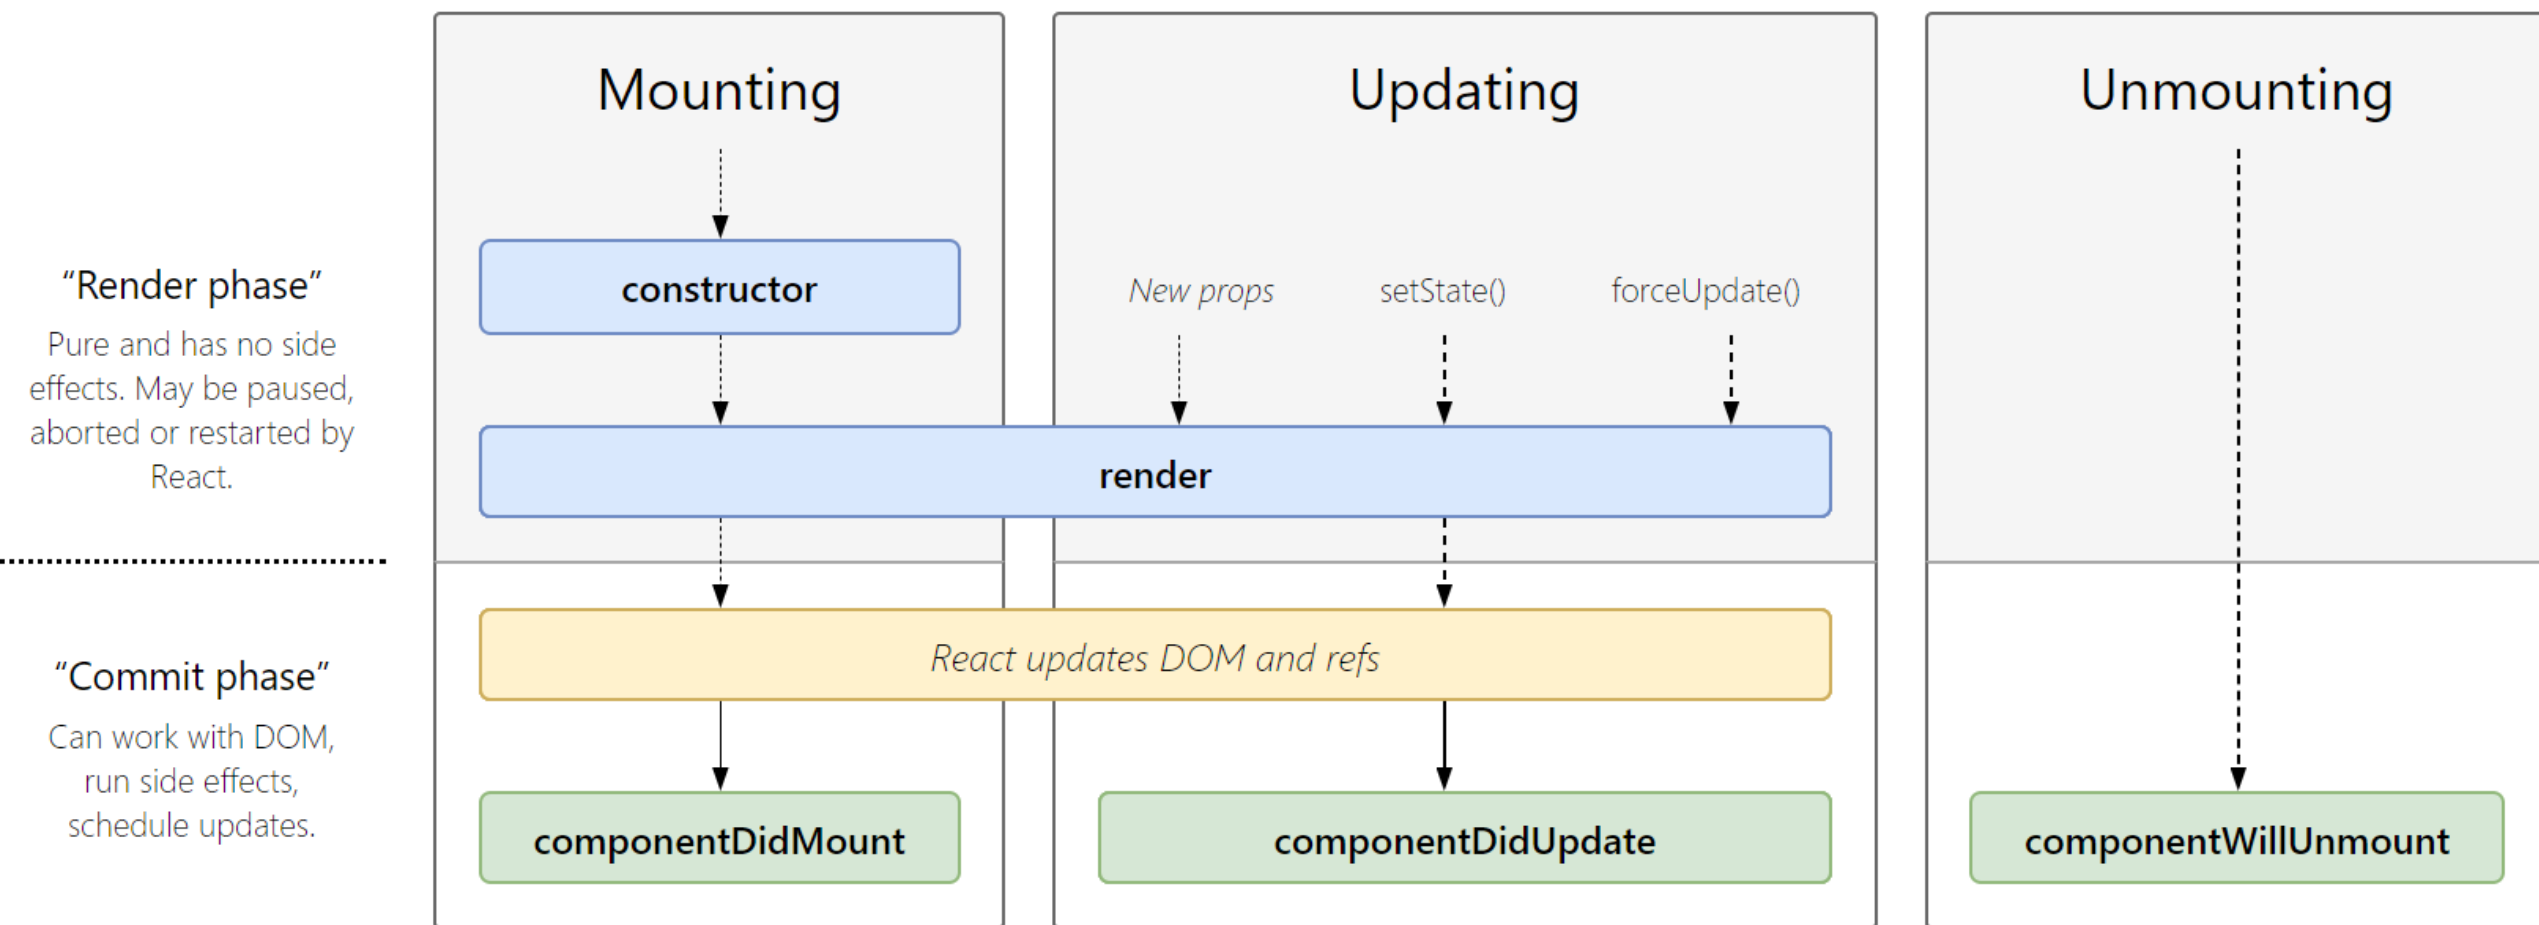 Mounting
Updating
Unmounting
“Render phase”
Pure and has no side
effects. May be paused,
aborted or restarted by
React.
constructor
New props
setState()
forceUpdate()
render
“Commit phase”
Can work with DOM,
run side effects,
schedule updates.
React updates DOM and refs
componentDidMount
componentDidUpdate
componentWillUnmount